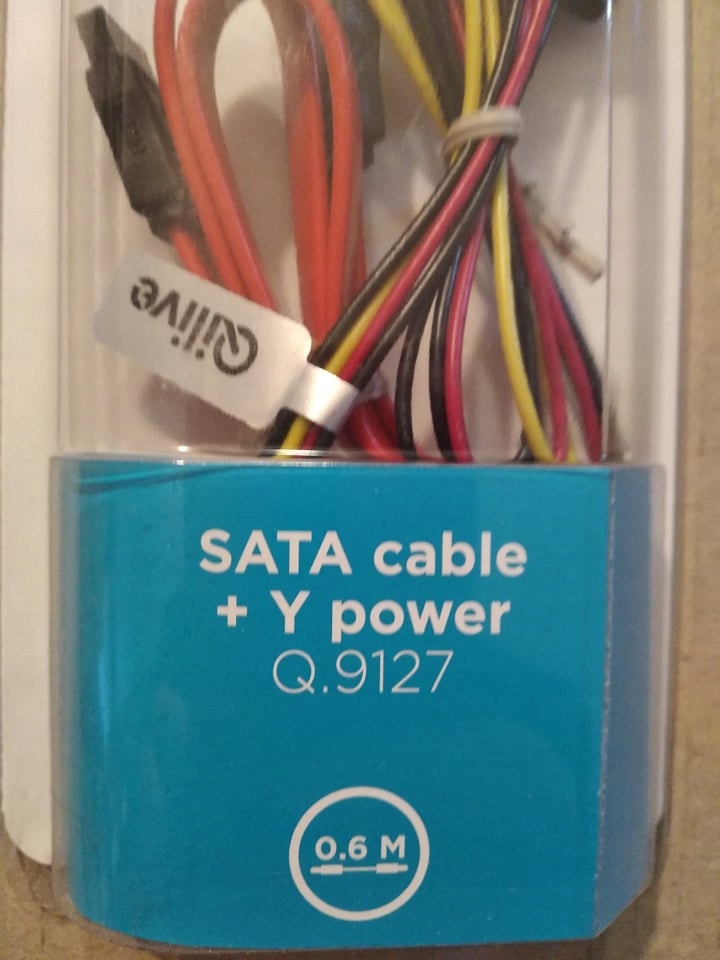 Qilive
SATA cable
+ Y power
Q.9127
0.6 M